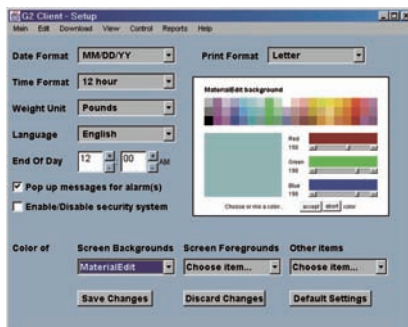 G2 Client - Setup
Main Edit Download View Control Reports Help
Date Format MM/DD/YY Print Format Letter
Time Format 12 hour
Weight Unit Pounds
Language English
End Of Day 12 00 AM
Pop up messages for alarm(s)
Enable/Disable security system
MaterialEdit background
Red
198
Green
198
Blue
198
Choose or mix a color. accept abort color
Color of Screen Backgrounds Screen Foregrounds Other items
MaterialEdit Choose item... Choose item...
Save Changes Discard Changes Default Settings